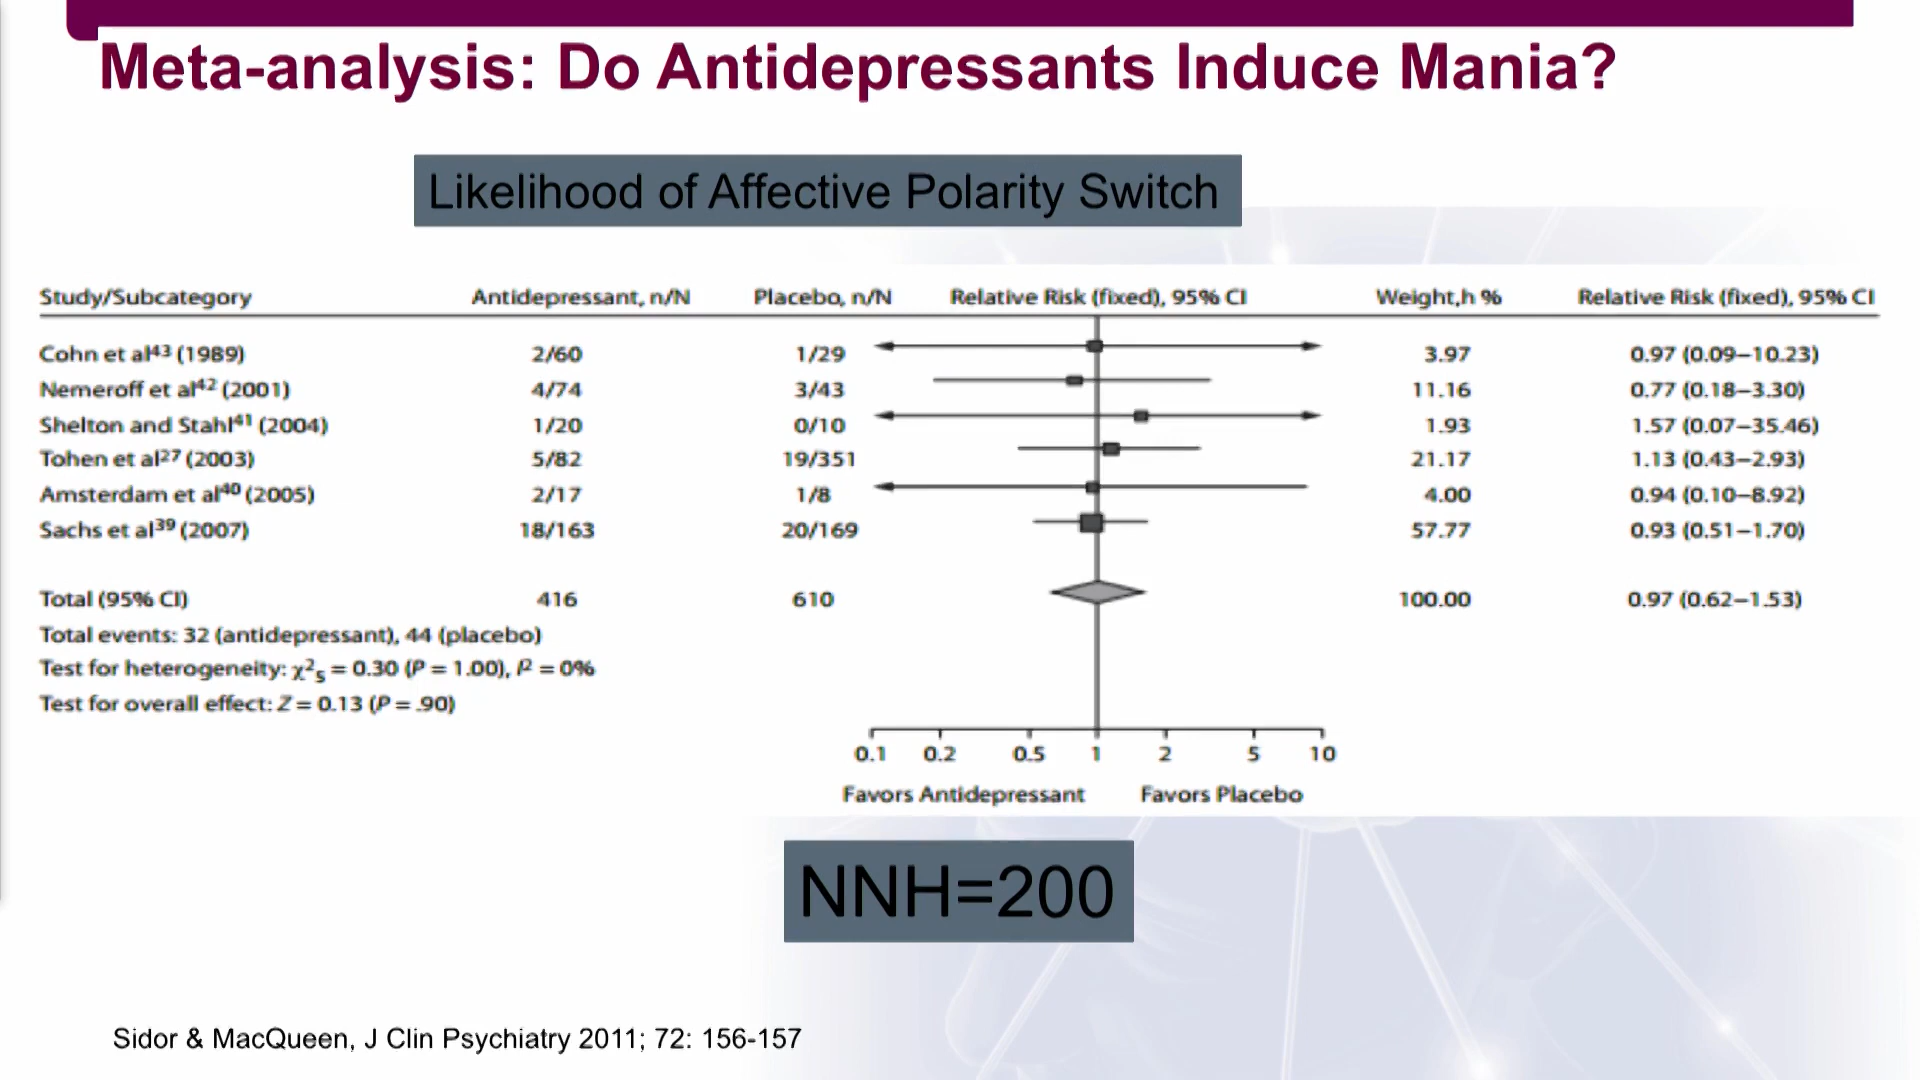 Meta-analysis: Do Antidepressants Induce Mania?
Likelihood of Affective Polarity Switch
Study/Subcategory Antidepressant, n/N Placebo, n/N Relative Risk (fixed), 95% CI Weight,h % Relative Risk (fixed), 95% CI
Cohn et al43 (1989) 2/60 1/29 3.97 0.97 (0.09–10.23)
Nemeroff et al42 (2001) 4/74 3/43 11.16 0.77 (0.18–3.30)
Shelton and Stahl41 (2004) 1/20 0/10 1.93 1.57 (0.07–35.46)
Tohen et al27 (2003) 5/82 19/351 21.17 1.13 (0.43–2.93)
Amsterdam et al40 (2005) 2/17 1/8 4.00 0.94 (0.10–8.92)
Sachs et al39 (2007) 18/163 20/169 57.77 0.93 (0.51–1.70)
Total (95% CI) 416 610 100.00 0.97 (0.62–1.53)
Total events: 32 (antidepressant), 44 (placebo)
Test for heterogeneity: χ²₅ = 0.30 (P = 1.00), I² = 0%
Test for overall effect: Z = 0.13 (P = .90)
0.1 0.2 0.5 1 2 5 10
Favors Antidepressant Favors Placebo
NNH=200
Sidor & MacQueen, J Clin Psychiatry 2011; 72: 156-157